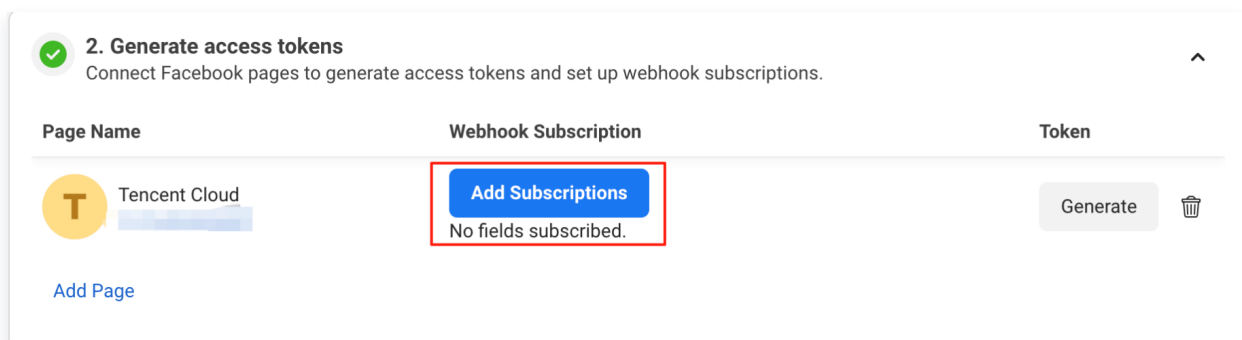 2. Generate access tokens
Connect Facebook pages to generate access tokens and set up webhook subscriptions.
Page Name Webhook Subscription Token
T Tencent Cloud Add Subscriptions Generate
No fields subscribed.
Add Page